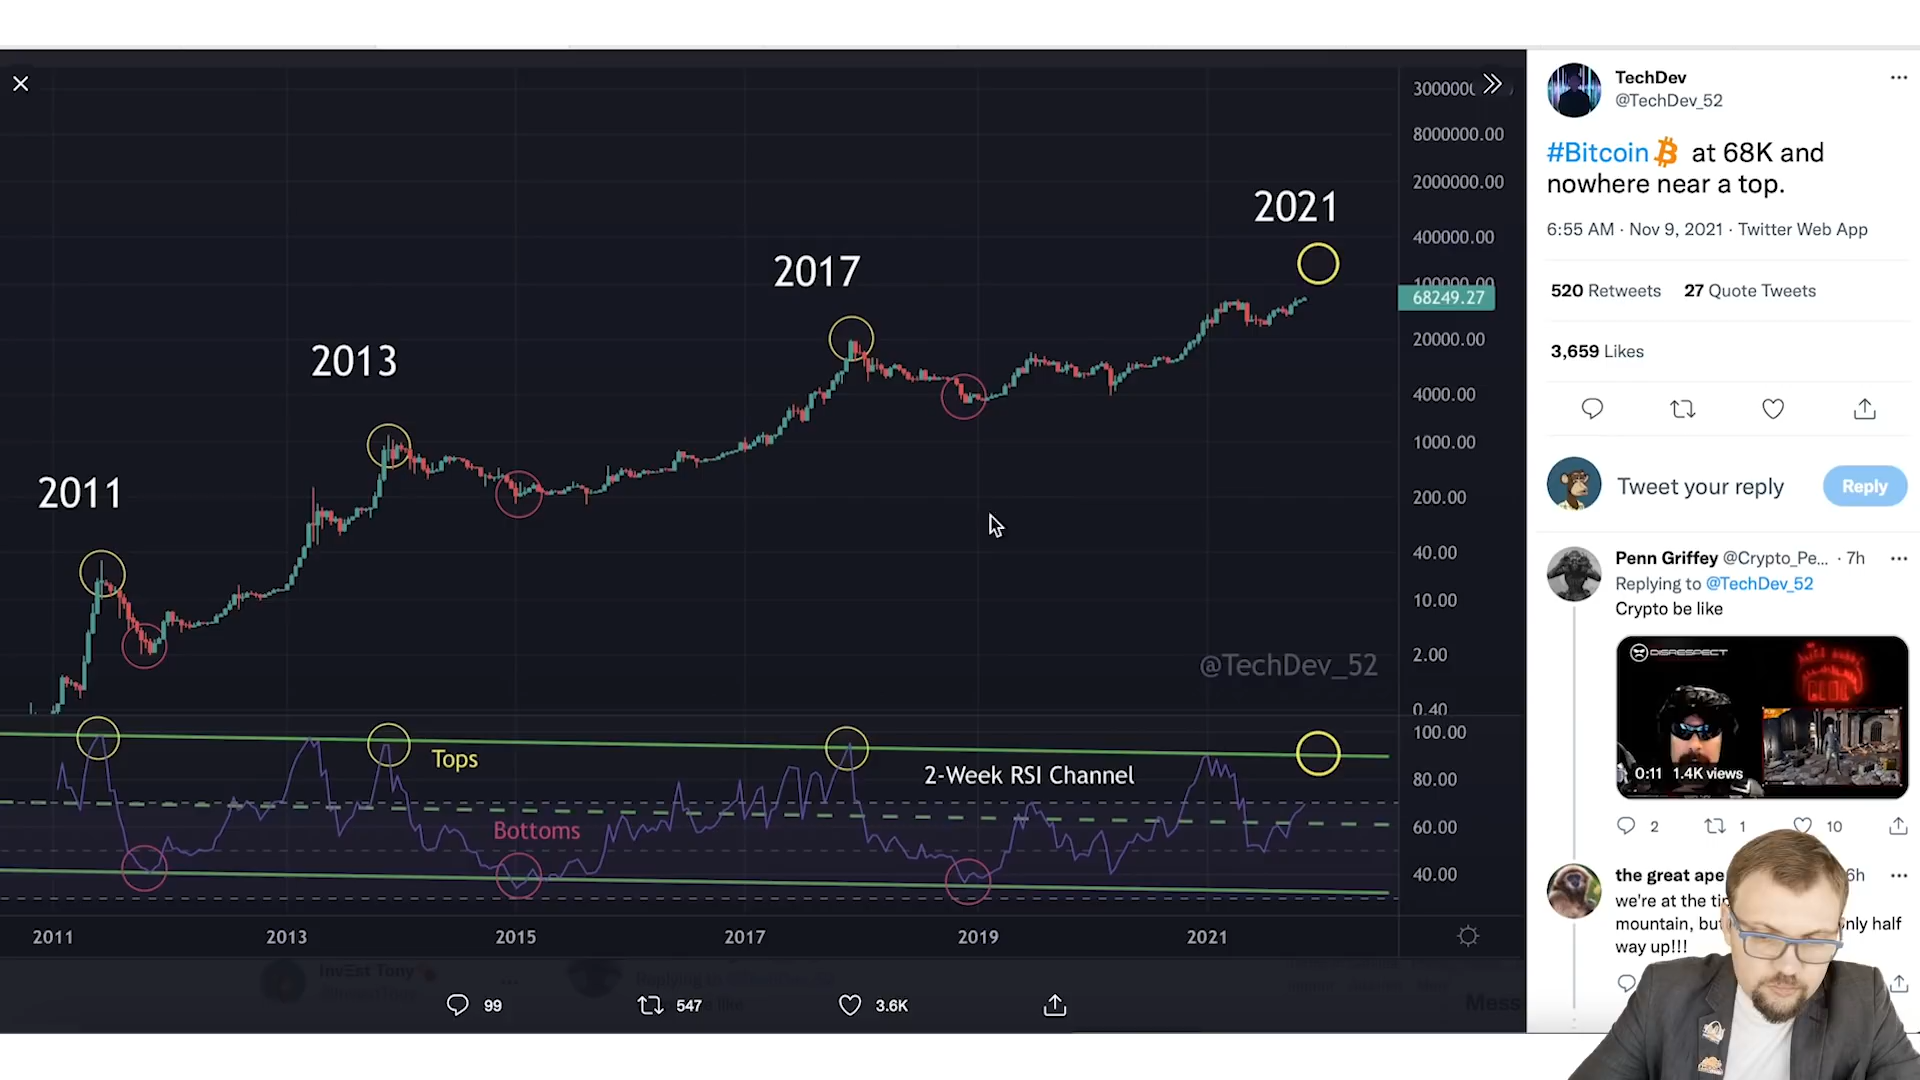 2011
2013
2017
2021
8000000.00
2000000.00
400000.00
100000.00
68249.27
20000.00
4000.00
1000.00
200.00
40.00
10.00
2.00
0.40
@TechDev_52
Tops
Bottoms
2-Week RSI Channel
100.00
80.00
60.00
40.00
2011
2013
2015
2017
2019
2021
99
547
3.6K
TechDev
@TechDev_52
#Bitcoin at 68K and
nowhere near a top.
6:55 AM · Nov 9, 2021 · Twitter Web App
520 Retweets 27 Quote Tweets
3,659 Likes
Tweet your reply
Reply
Penn Griffey @Crypto_Pe... · 7h
Replying to @TechDev_52
Crypto be like
DISRESPECT
0:11 1.4K views
2
1
10
the great ape 6h
we're at the
mountain, only half
way up!!!